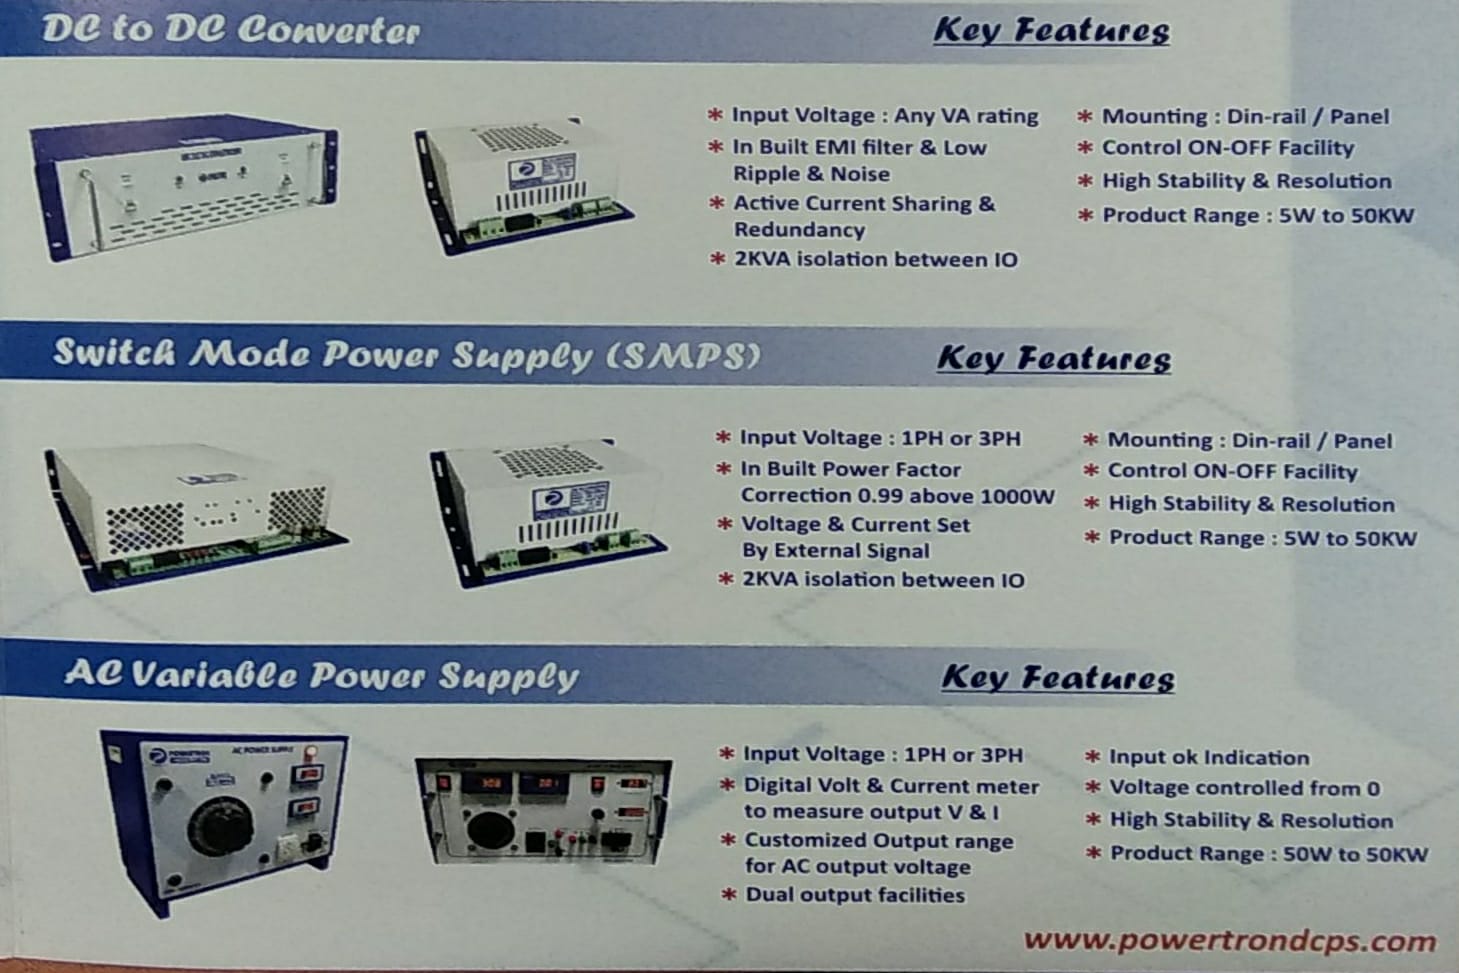 DC to DC Converter
Key Features
* Input Voltage : Any VA rating
* In Built EMI filter & Low
Ripple & Noise
* Active Current Sharing &
Redundancy
* 2KVA isolation between IO
* Mounting : Din-rail / Panel
* Control ON-OFF Facility
* High Stability & Resolution
* Product Range : 5W to 50KW
Switch Mode Power Supply (SMPS)
Key Features
* Input Voltage : 1PH or 3PH
* In Built Power Factor
Correction 0.99 above 1000W
* Voltage & Current Set
By External Signal
* 2KVA isolation between IO
* Mounting : Din-rail / Panel
* Control ON-OFF Facility
* High Stability & Resolution
* Product Range : 5W to 50KW
AC Variable Power Supply
Key Features
POWERTRON
AC POWER SUPPLY
* Input Voltage : 1PH or 3PH
* Digital Volt & Current meter
to measure output V & I
* Customized Output range
for AC output voltage
* Dual output facilities
* Input ok Indication
* Voltage controlled from 0
* High Stability & Resolution
* Product Range : 50W to 50KW
www.powertrondcps.com